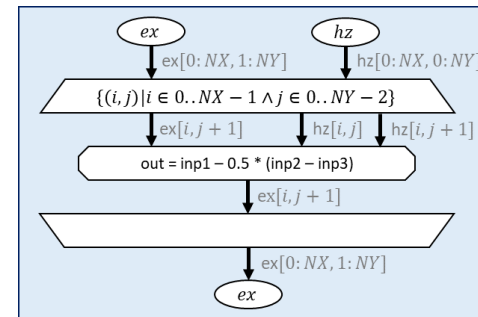 ex hz
ex[0: NX, 1: NY] hz[0: NX, 0: NY]
{(i, j)|i ∈ 0..NX − 1 ∧ j ∈ 0..NY − 2}
ex[i, j + 1] hz[i, j] hz[i, j + 1]
out = inp1 − 0.5 * (inp2 − inp3)
ex[i, j + 1]
ex[0: NX, 1: NY]
ex